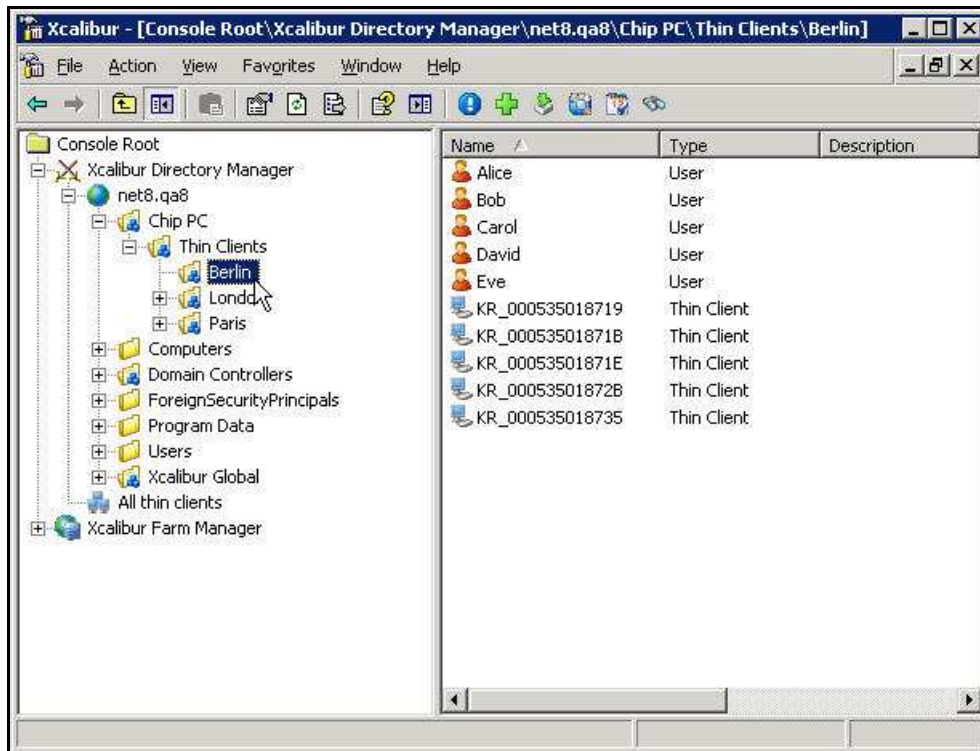 Xcalibur - [Console Root\Xcalibur Directory Manager\net8.qa8\Chip PC\Thin Clients\Berlin]
File Action View Favorites Window Help
Console Root
Xcalibur Directory Manager
net8.qa8
Chip PC
Thin Clients
Berlin
Londo
Paris
Computers
Domain Controllers
ForeignSecurityPrincipals
Program Data
Users
Xcalibur Global
All thin clients
Xcalibur Farm Manager
Name Type Description
Alice User
Bob User
Carol User
David User
Eve User
KR_000535018719 Thin Client
KR_00053501871B Thin Client
KR_00053501871E Thin Client
KR_00053501872B Thin Client
KR_000535018735 Thin Client